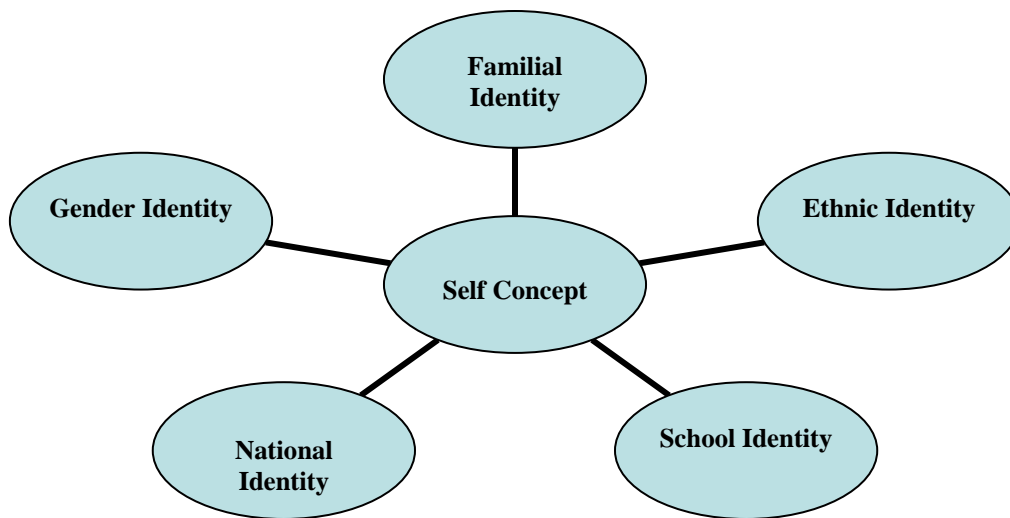 Familial
Identity
Gender Identity
Ethnic Identity
Self Concept
School Identity
National
Identity